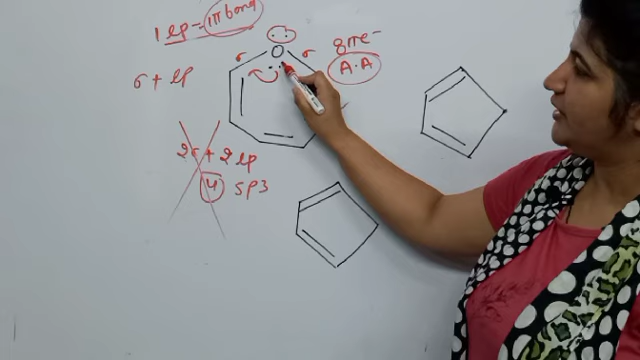 1 lp = 1π bond
8πe⁻
σ O σ
A.A
σ + lp
2σ + 2lp
4 SP3